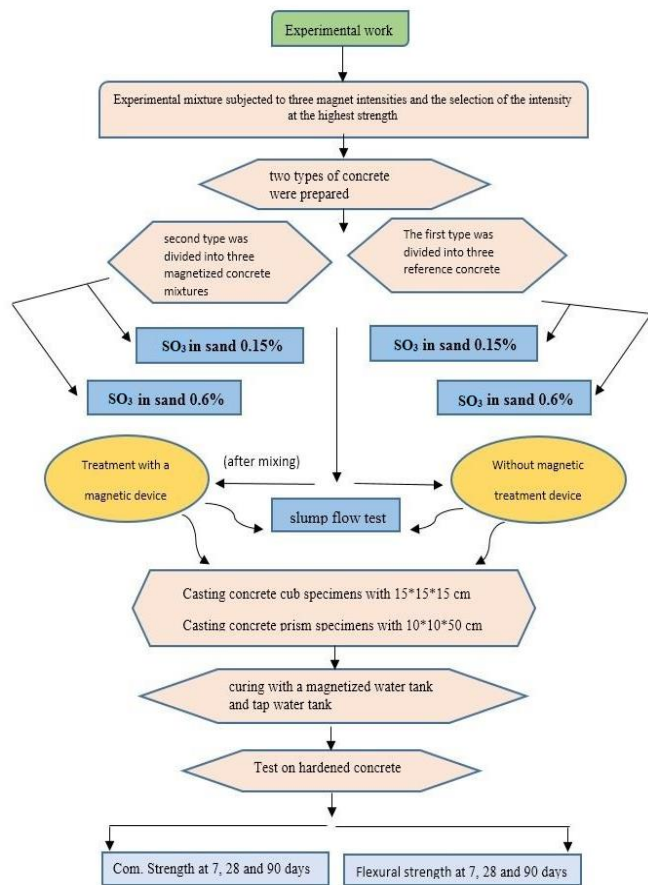 Experimental work
Experimental mixture subjected to three magnet intensities and the selection of the intensity
at the highest strength
two types of concrete
were prepared
second type was
divided into three
magnetized concrete
mixtures
The first type was
divided into three
reference concrete
SO₃ in sand 0.15%
SO₃ in sand 0.15%
SO₃ in sand 0.6%
SO₃ in sand 0.6%
Treatment with a
magnetic device
(after mixing)
Without magnetic
treatment device
slump flow test
Casting concrete cub specimens with 15*15*15 cm
Casting concrete prism specimens with 10*10*50 cm
curing with a magnetized water tank
and tap water tank
Test on hardened concrete
Com. Strength at 7, 28 and 90 days
Flexural strength at 7, 28 and 90 days